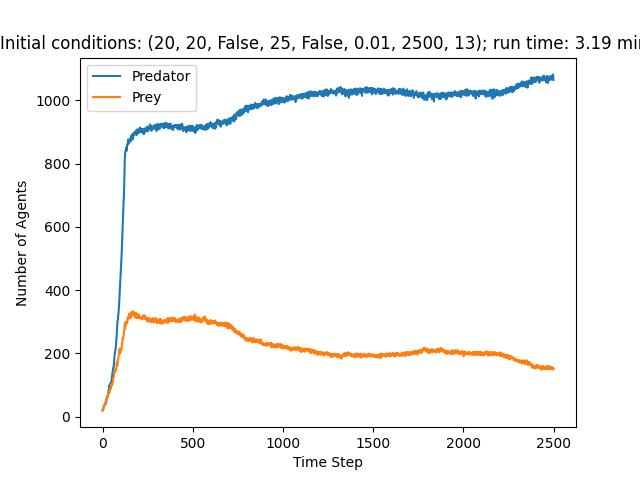 Initial conditions: (20, 20, False, 25, False, 0.01, 2500, 13); run time: 3.19 mi
Predator
Prey
1000
800
600
400
200
0
Number of Agents
0 500 1000 1500 2000 2500
Time Step